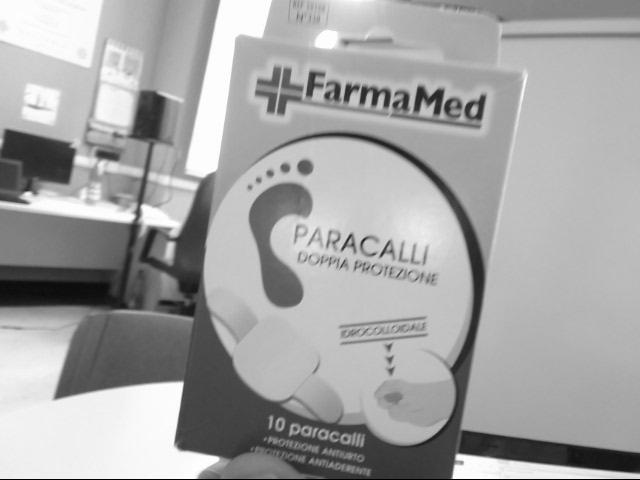 FarmaMed
PARACALLI
DOPPIA PROTEZIONE
IDROCOLLOIDALE
10 paracalli
• PROTEZIONE ANTIURTO
• PROTEZIONE ANTIADERENTE